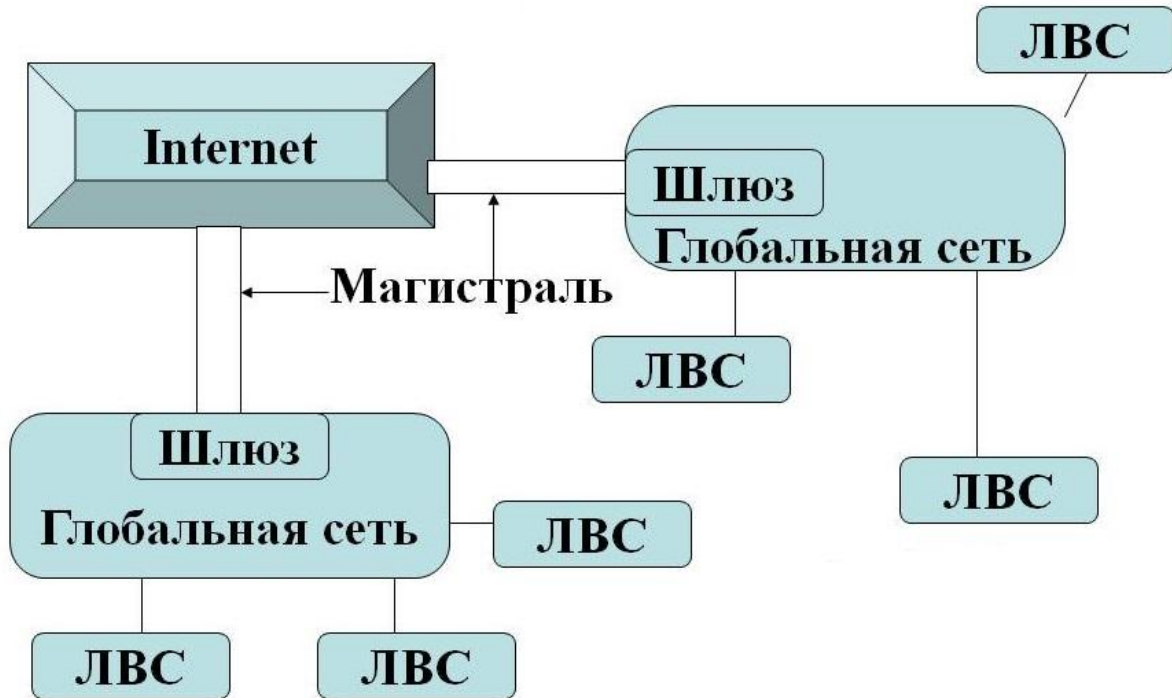 ЛВС
Internet
Шлюз
Глобальная сеть
Магистраль
ЛВС
Шлюз
ЛВС
Глобальная сеть
ЛВС
ЛВС
ЛВС